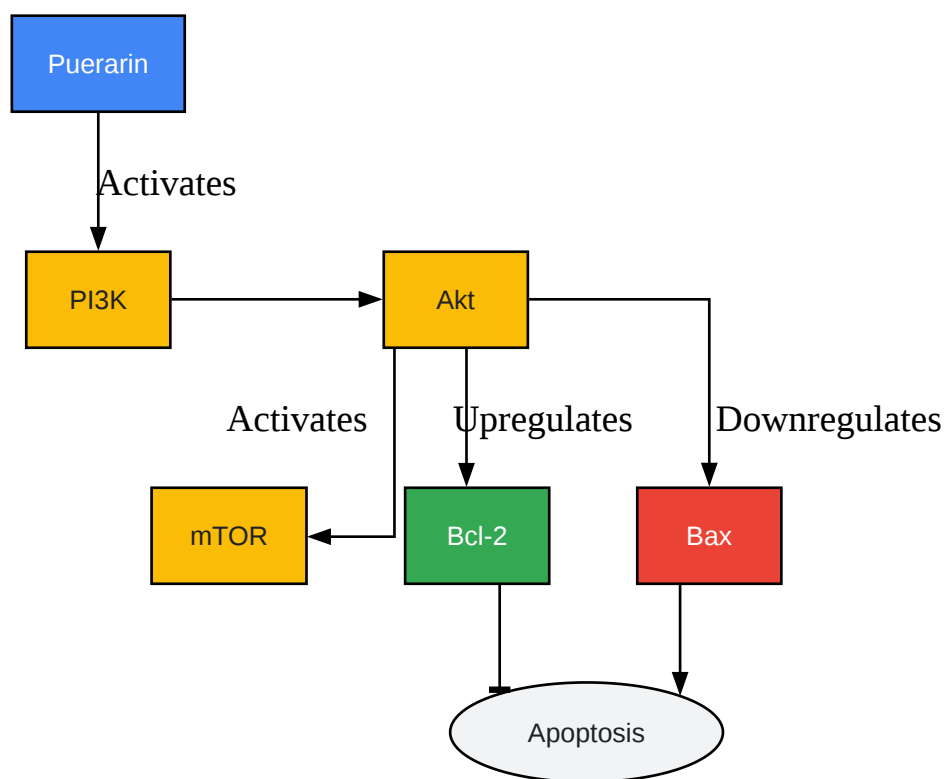 Puerarin
Activates
PI3K
Akt
Activates
Upregulates
Downregulates
mTOR
Bcl-2
Bax
Apoptosis